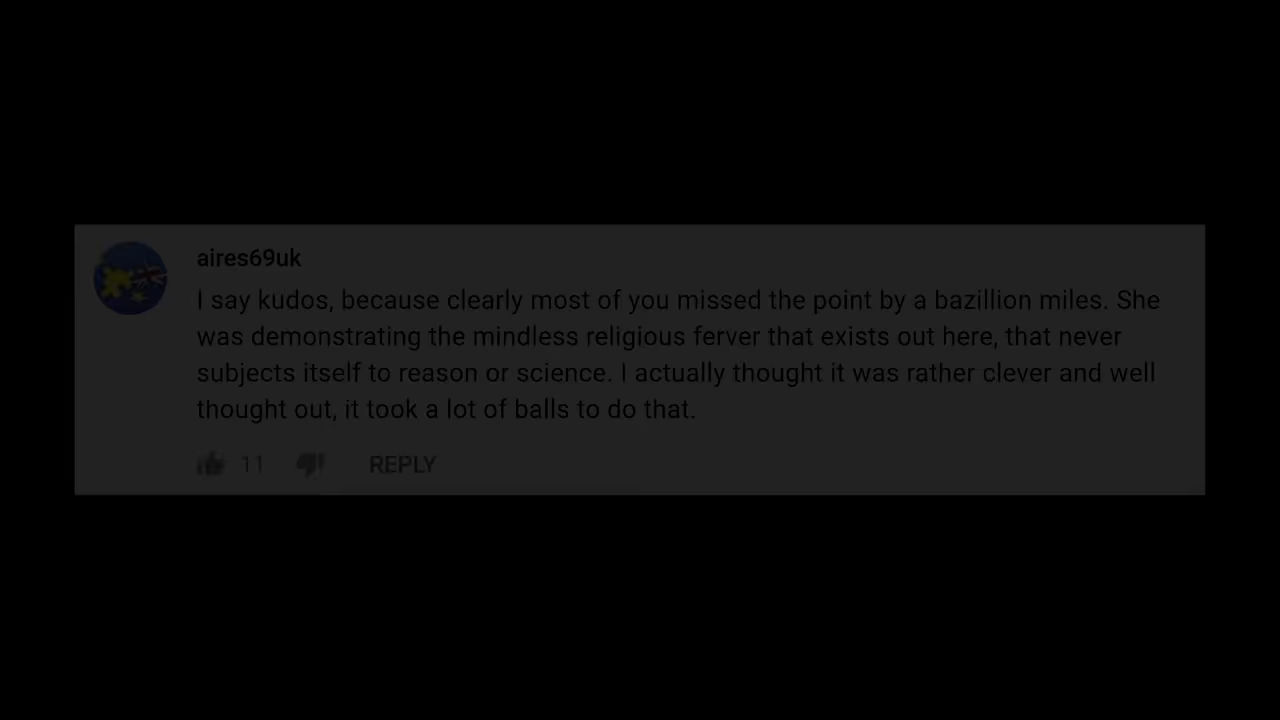 aires69uk
I say kudos, because clearly most of you missed the point by a bazillion miles. She
was demonstrating the mindless religious ferver that exists out here, that never
subjects itself to reason or science. I actually thought it was rather clever and well
thought out, it took a lot of balls to do that.
11 REPLY